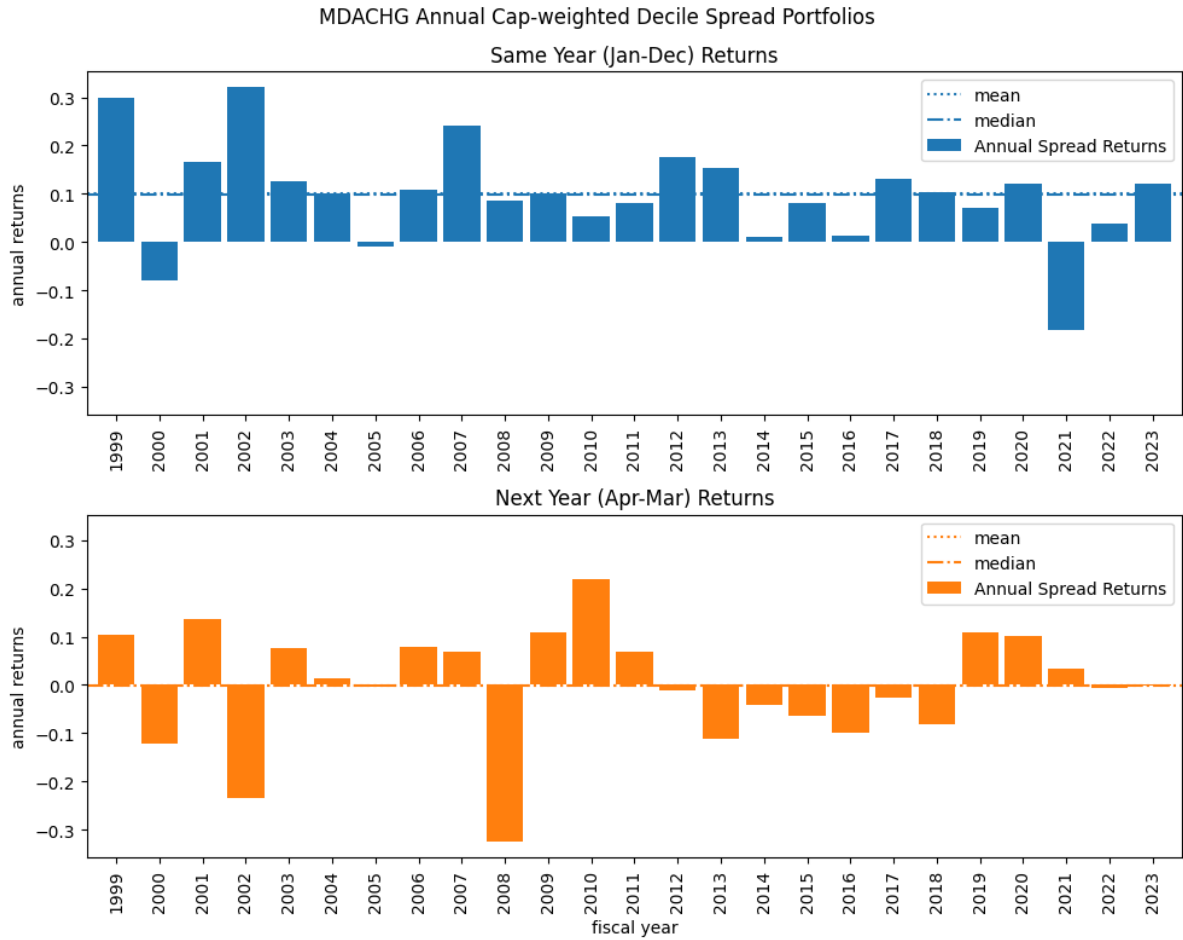 MDACHG Annual Cap-weighted Decile Spread Portfolios
Same Year (Jan-Dec) Returns
mean
median
Annual Spread Returns
annual returns
0.3
0.2
0.1
0.0
−0.1
−0.2
−0.3
1999 2000 2001 2002 2003 2004 2005 2006 2007 2008 2009 2010 2011 2012 2013 2014 2015 2016 2017 2018 2019 2020 2021 2022 2023
Next Year (Apr-Mar) Returns
mean
median
Annual Spread Returns
annual returns
0.3
0.2
0.1
0.0
−0.1
−0.2
−0.3
1999 2000 2001 2002 2003 2004 2005 2006 2007 2008 2009 2010 2011 2012 2013 2014 2015 2016 2017 2018 2019 2020 2021 2022 2023
fiscal year